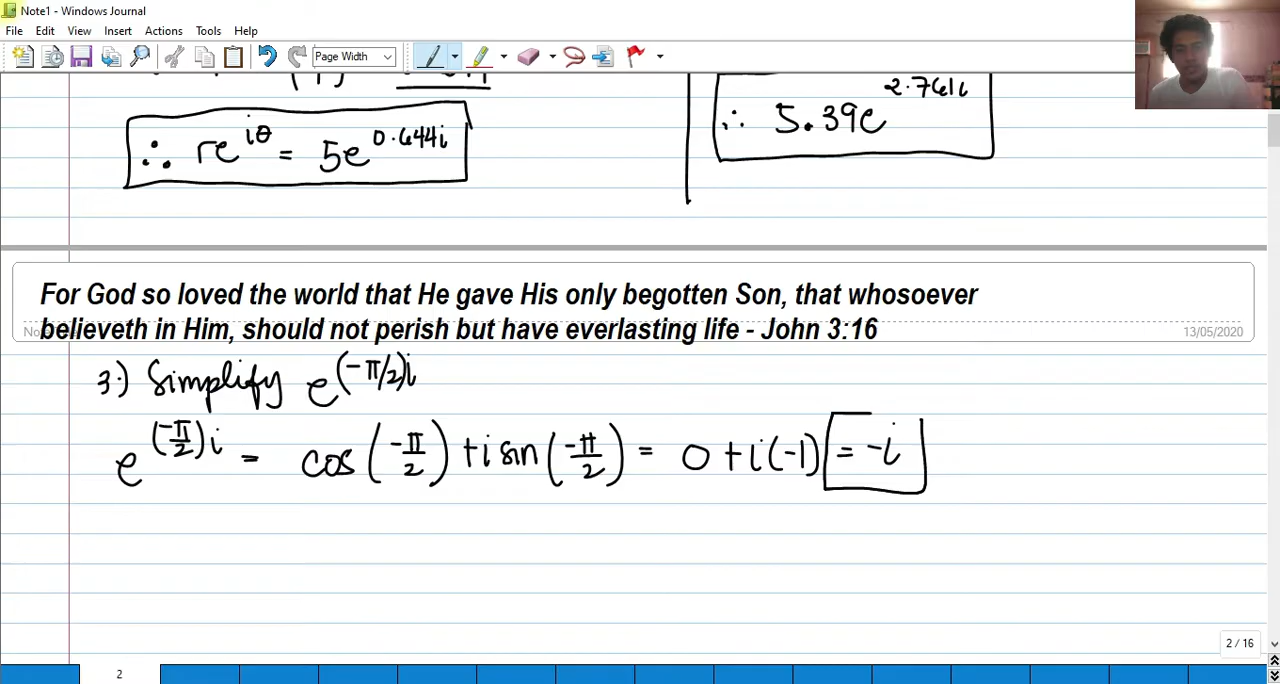 Note1 - Windows Journal
File Edit View Insert Actions Tools Help
Page Width
∴ re^{iθ} = 5e^{0.644i}
∴ 5.39e^{2.761i}
For God so loved the world that He gave His only begotten Son, that whosoever
believeth in Him, should not perish but have everlasting life - John 3:16
13/05/2020
3.) Simplify e^{(-π/2)i}
e^{(-π/2)i} = cos(-π/2) + i sin(-π/2) = 0 + i(-1) = -i
2 / 16
2